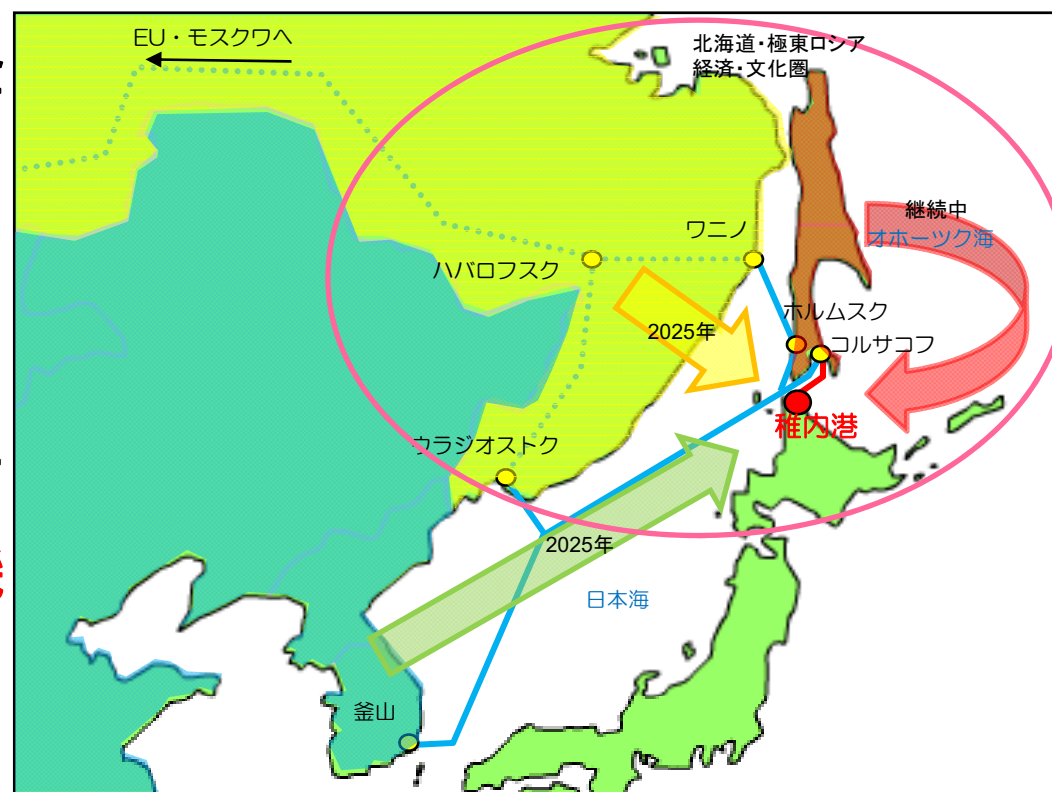 EU・モスクワへ
北海道・極東ロシア
経済・文化圏
継続中
オホーツク海
ワニノ
ハバロフスク
ホルムスク
2025年
コルサコフ
稚内港
ウラジオストク
2025年
日本海
釜山